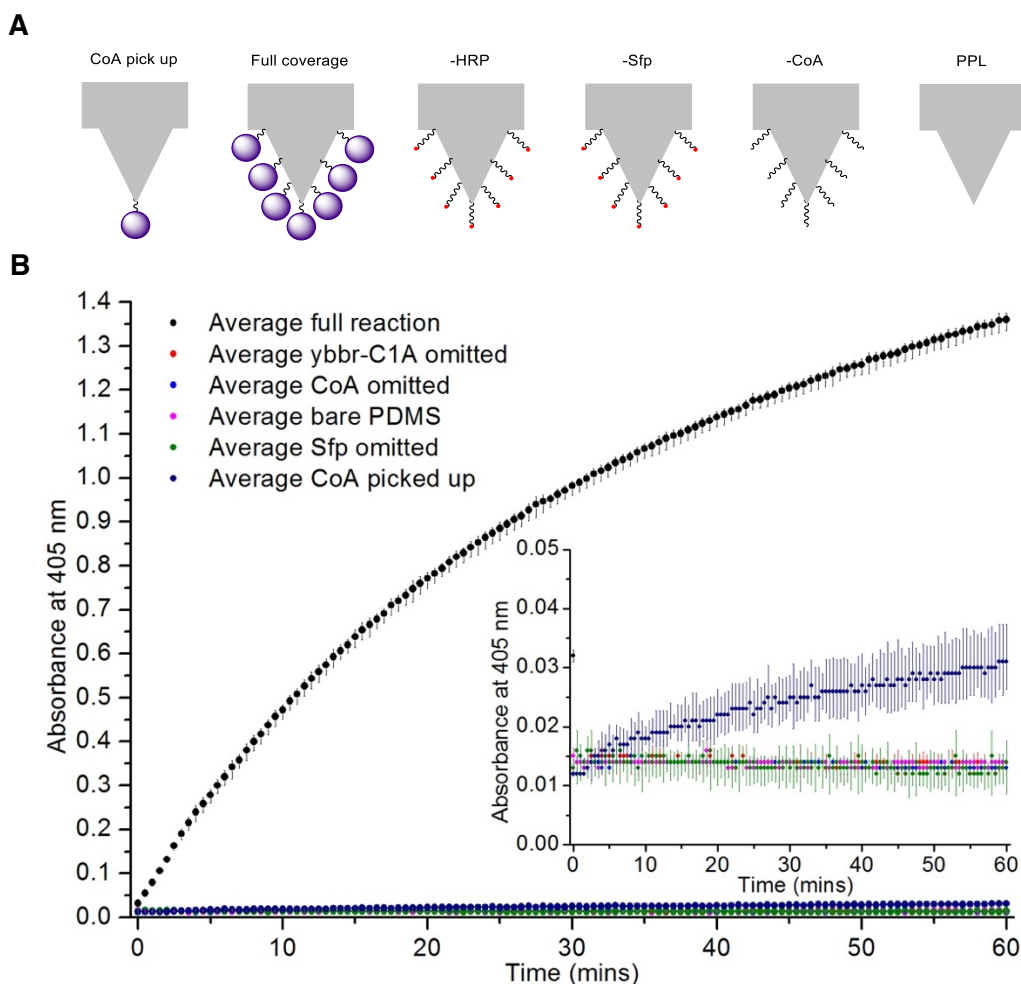 A
CoA pick up
Full coverage
-HRP
-Sfp
-CoA
PPL
B
Absorbance at 405 nm
1.4
1.3
1.2
1.1
1.0
0.9
0.8
0.7
0.6
0.5
0.4
0.3
0.2
0.1
0.0
Average full reaction
Average ybbr-C1A omitted
Average CoA omitted
Average bare PDMS
Average Sfp omitted
Average CoA picked up
Absorbance at 405 nm
0.05
0.04
0.03
0.02
0.01
0.00
0 10 20 30 40 50 60
Time (mins)
0 10 20 30 40 50 60
Time (mins)